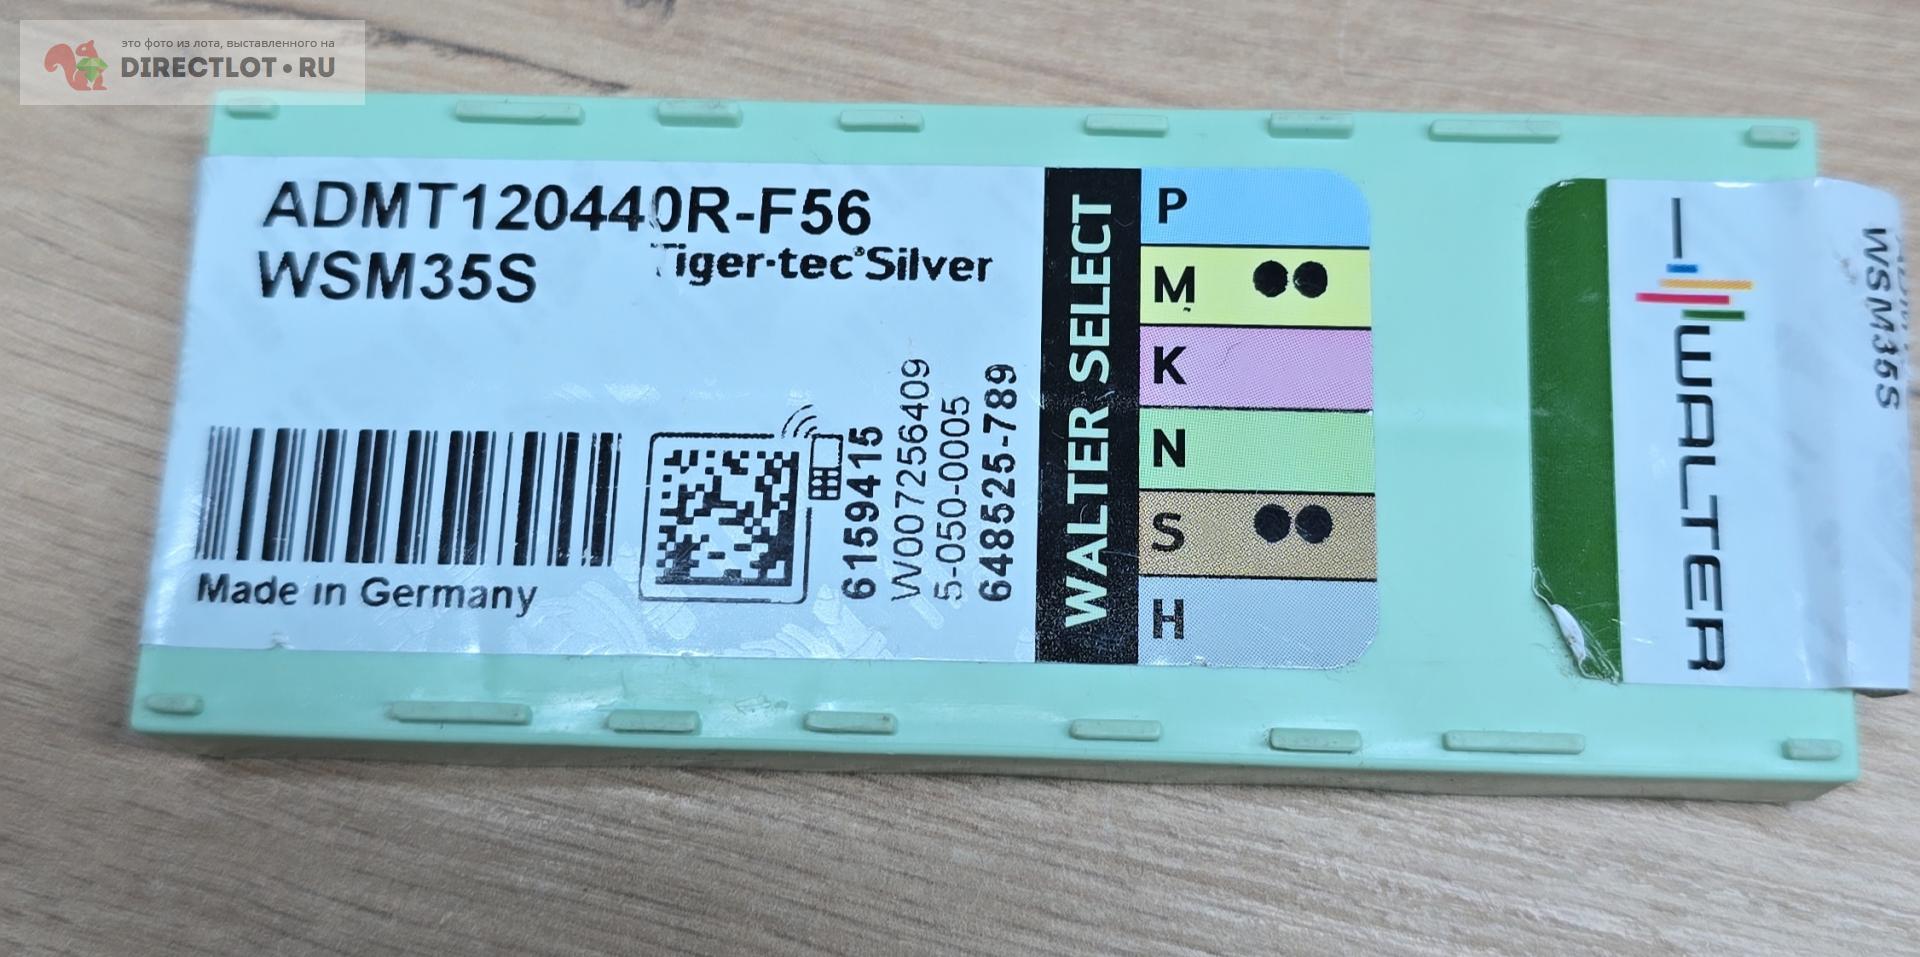 это фото из лота, выставленного на
DIRECTLOT•RU
ADMT120440R-F56
WSM35S
Tiger·tec®Silver
Made in Germany
6159415
W007256409
5-050-0005
648525-789
WALTER SELECT
P
M
K
N
S
H
WALTER
WSM35S